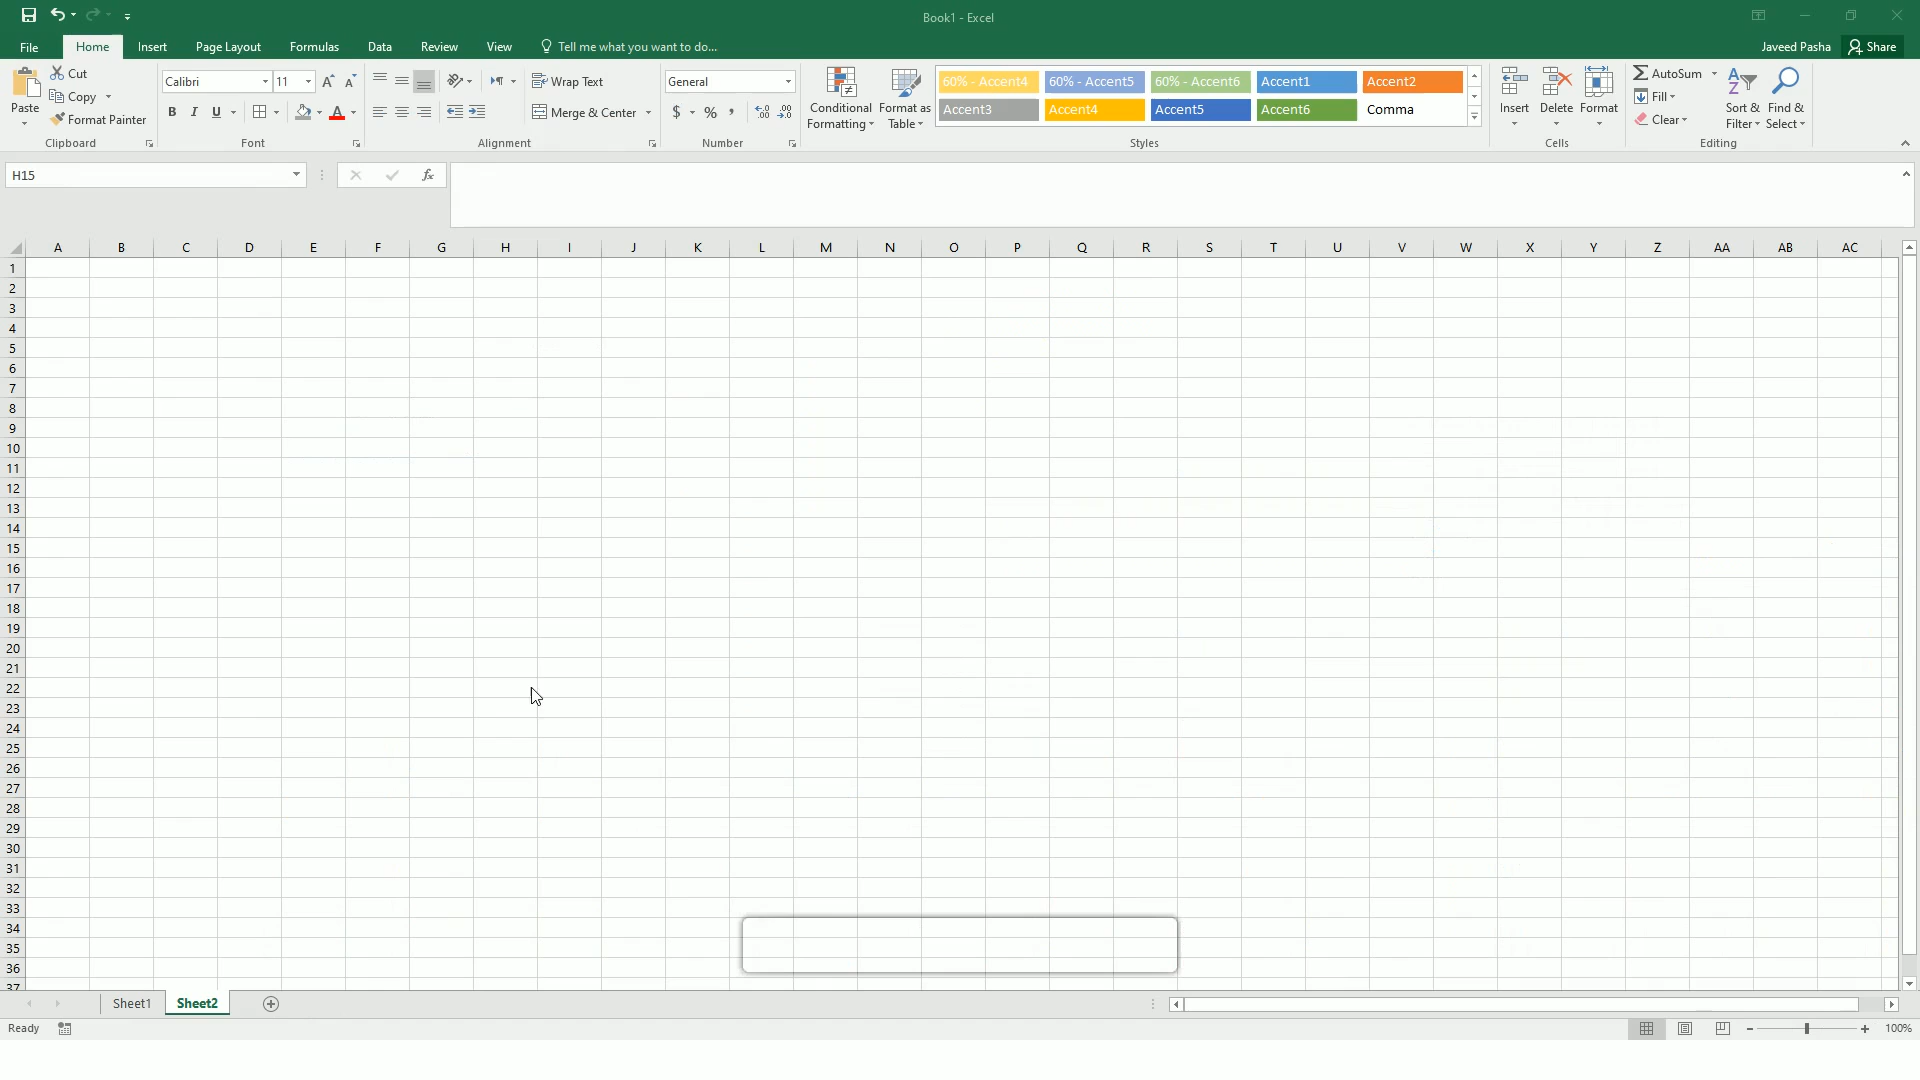 Book1 - Excel
File Home Insert Page Layout Formulas Data Review View Tell me what you want to do... Javeed Pasha Share
Paste
Cut
Copy
Format Painter
Clipboard
Calibri 11
B I U
Font
Wrap Text
Merge & Center
Alignment
General
$ % ,
Number
Conditional Formatting
Format as Table
60% - Accent4 60% - Accent5 60% - Accent6 Accent1 Accent2
Accent3 Accent4 Accent5 Accent6 Comma
Styles
Insert Delete Format
Cells
AutoSum
Fill
Clear
Sort & Filter
Find & Select
Editing
H15 fx
A B C D E F G H I J K L M N O P Q R S T U V W X Y Z AA AB AC
1
2
3
4
5
6
7
8
9
10
11
12
13
14
15
16
17
18
19
20
21
22
23
24
25
26
27
28
29
30
31
32
33
34
35
36
37
Sheet1 Sheet2
Ready 100%